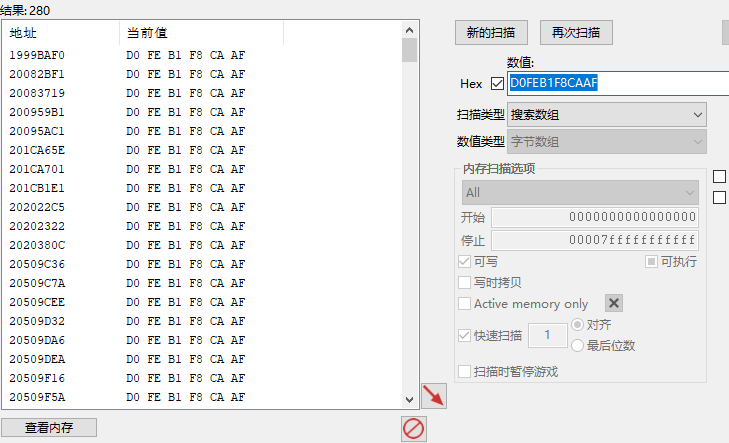 结果: 280
地址 当前值
1999BAF0 D0 FE B1 F8 CA AF
20082BF1 D0 FE B1 F8 CA AF
20083719 D0 FE B1 F8 CA AF
200959B1 D0 FE B1 F8 CA AF
20095AC1 D0 FE B1 F8 CA AF
201CA65E D0 FE B1 F8 CA AF
201CA701 D0 FE B1 F8 CA AF
201CB1E1 D0 FE B1 F8 CA AF
202022C5 D0 FE B1 F8 CA AF
20202322 D0 FE B1 F8 CA AF
2020380C D0 FE B1 F8 CA AF
20509C36 D0 FE B1 F8 CA AF
20509C7A D0 FE B1 F8 CA AF
20509CEE D0 FE B1 F8 CA AF
20509D32 D0 FE B1 F8 CA AF
20509DA6 D0 FE B1 F8 CA AF
20509DEA D0 FE B1 F8 CA AF
20509F16 D0 FE B1 F8 CA AF
20509F5A D0 FE B1 F8 CA AF
查看内存
新的扫描 再次扫描
数值:
Hex D0FEB1F8CAAF
扫描类型 搜索数组
数值类型 字节数组
内存扫描选项
All
开始 0000000000000000
停止 00007fffffffffff
可写 可执行
写时拷贝
Active memory only
快速扫描 1 对齐
最后位数
扫描时暂停游戏